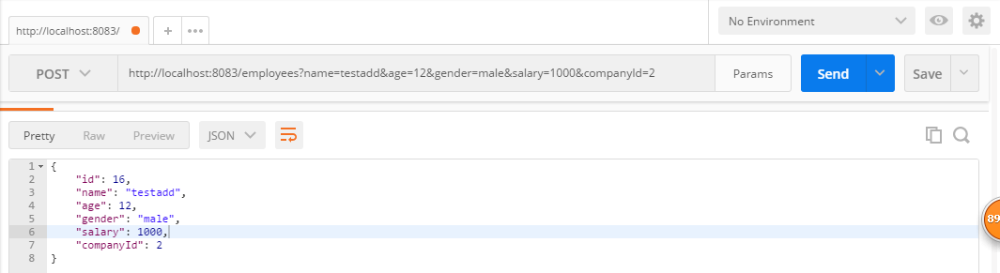 No Environment
http://localhost:8083/
+
•••
POST
http://localhost:8083/employees?name=testadd&age=12&gender=male&salary=1000&companyId=2
Params
Send
Save
Pretty
Raw
Preview
JSON
1 {
2 "id": 16,
3 "name": "testadd",
4 "age": 12,
5 "gender": "male",
6 "salary": 1000,
7 "companyId": 2
8 }
89